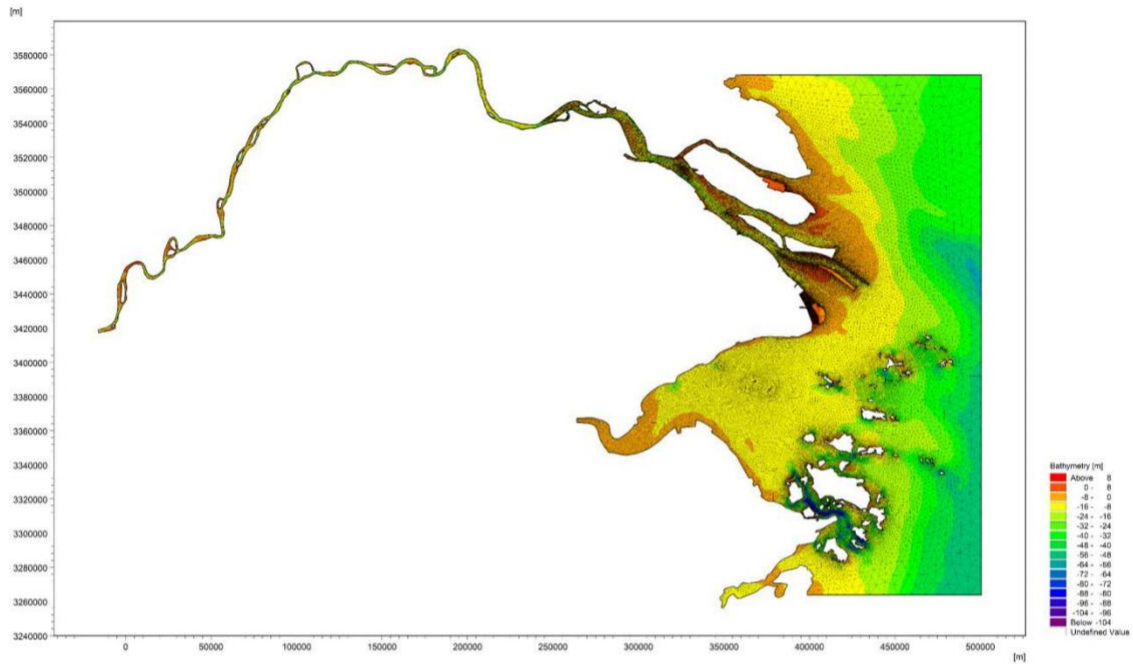 [m]
3580000
3560000
3540000
3520000
3500000
3480000
3460000
3440000
3420000
3400000
3380000
3360000
3340000
3320000
3300000
3280000
3260000
3240000
0 50000 100000 150000 200000 250000 300000 350000 400000 450000 500000
[m]
Bathymetry [m]
Above 8
0 - 8
-8 - 0
-16 - -8
-24 - -16
-32 - -24
-40 - -32
-48 - -40
-56 - -48
-64 - -56
-72 - -64
-80 - -72
-88 - -80
-96 - -88
-104 - -96
Below -104
Undefined Value